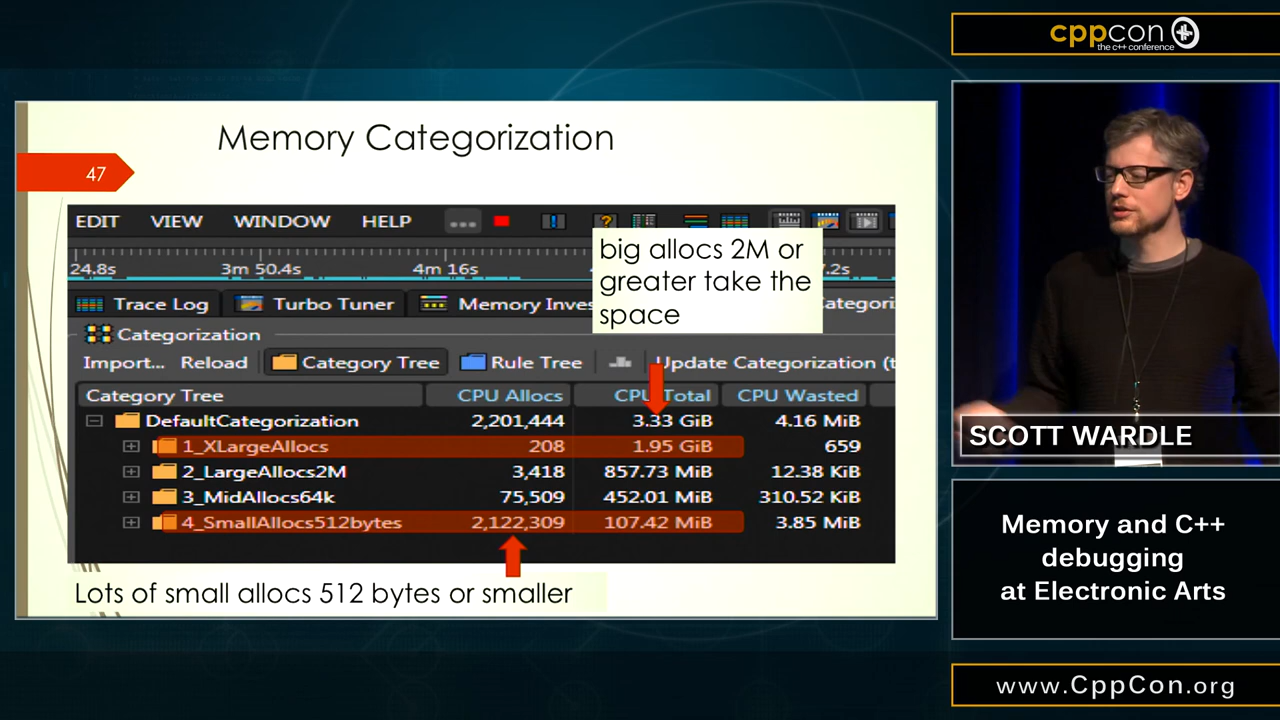 cppcon
the c++ conference
Memory Categorization
47
EDIT VIEW WINDOW HELP
24.8s 3m 50.4s 4m 16s 7.2s
big allocs 2M or
greater take the
space
Trace Log Turbo Tuner Memory Inves Categori
Categorization
Import... Reload Category Tree Rule Tree Update Categorization (t
Category Tree CPU Allocs CPU Total CPU Wasted
DefaultCategorization 2,201,444 3.33 GiB 4.16 MiB
1_XLargeAllocs 208 1.95 GiB 659
2_LargeAllocs2M 3,418 857.73 MiB 12.38 KiB
3_MidAllocs64k 75,509 452.01 MiB 310.52 KiB
4_SmallAllocs512bytes 2,122,309 107.42 MiB 3.85 MiB
Lots of small allocs 512 bytes or smaller
SCOTT WARDLE
Memory and C++
debugging
at Electronic Arts
www.CppCon.org